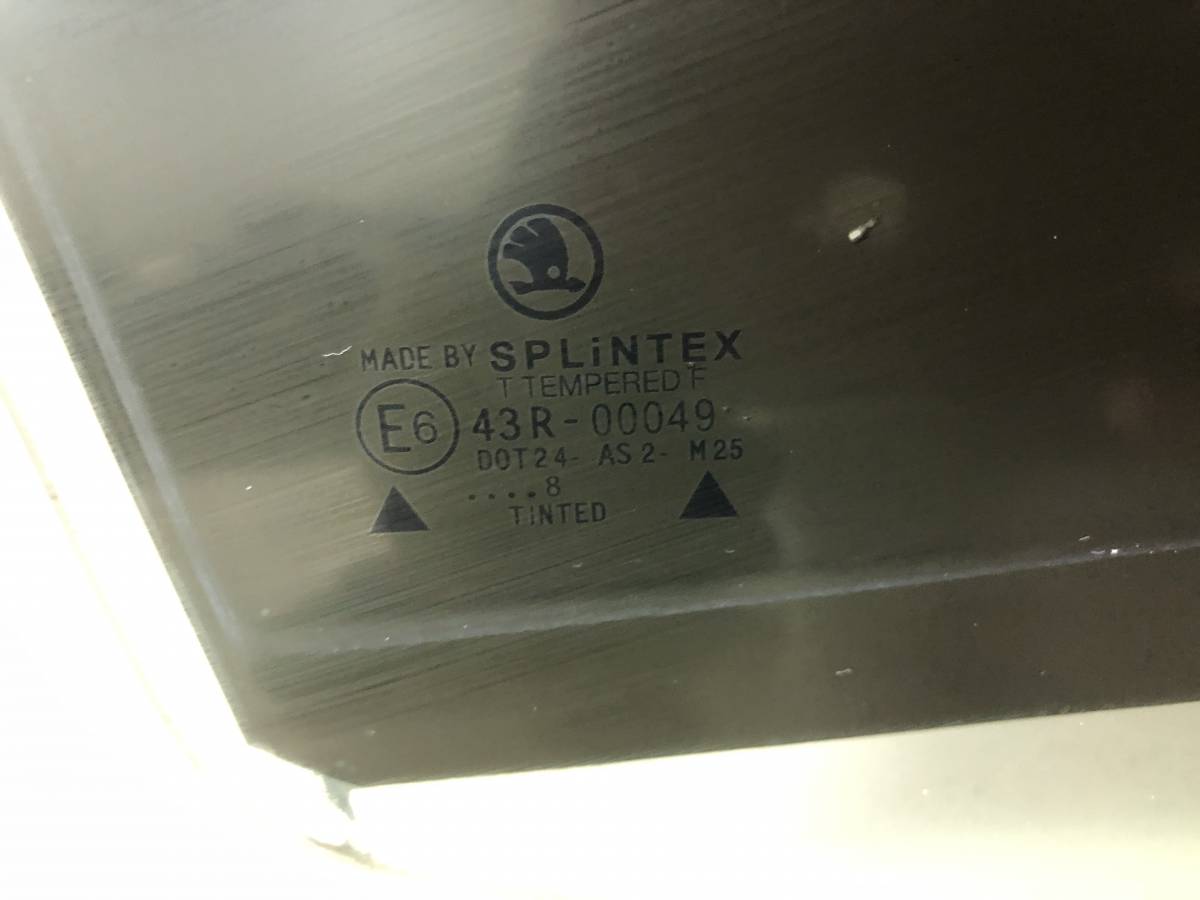 MADE BY SPLiNTEX
T TEMPERED F
E6 43R-00049
DOT24- AS2- M25
....8
TINTED